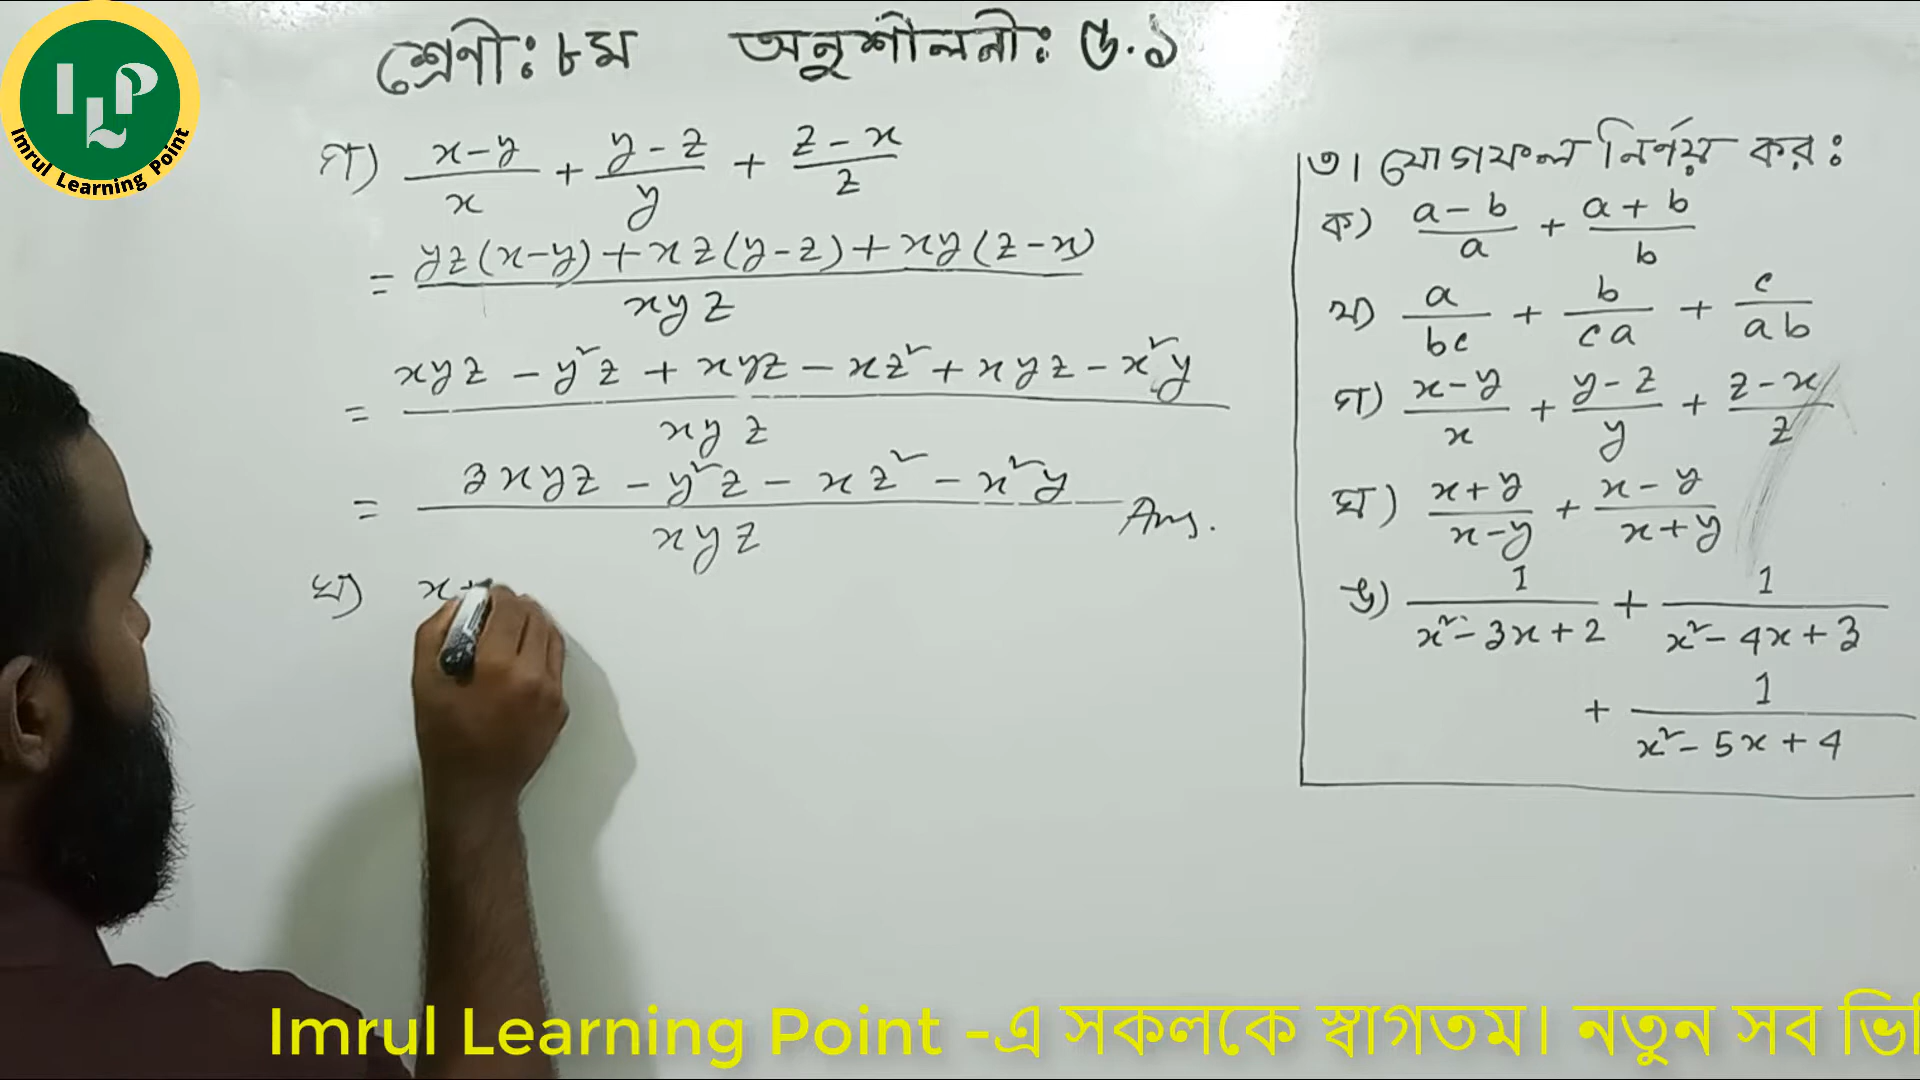 ILP
Imrul Learning Point
শ্রেণী: ৮ম অনুশীলনী: ৫.১
গ) x-y/x + y-z/y + z-x/z
= yz(x-y)+xz(y-z)+xy(z-x)/xyz
= xyz - y²z + xyz - xz² + xyz - x²y/xyz
= 3xyz - y²z - xz² - x²y/xyz Ans.
ঘ) x+
৩। যোগফল নির্ণয় কর:
ক) a-b/a + a+b/b
খ) a/bc + b/ca + c/ab
গ) x-y/x + y-z/y + z-x/z
ঘ) x+y/x-y + x-y/x+y
ঙ) 1/x²-3x+2 + 1/x²-4x+3
+ 1/x²-5x+4
Imrul Learning Point -এ সকলকে স্বাগতম। নতুন সব ভি